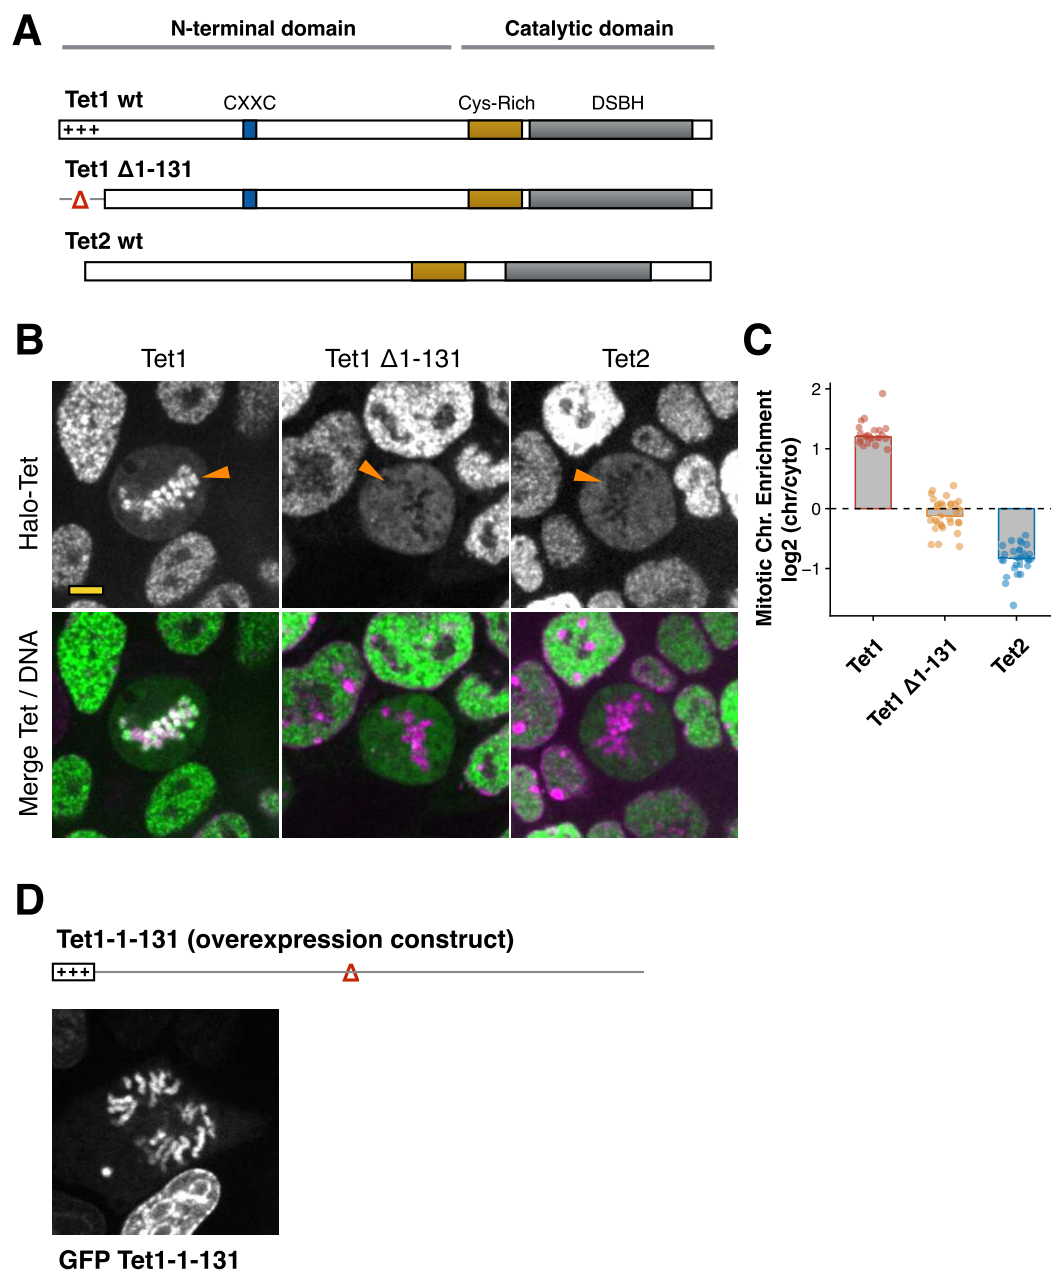 A
N-terminal domain Catalytic domain
Tet1 wt
CXXC Cys-Rich DSBH
+++
Tet1 Δ1-131
Δ
Tet2 wt
B
Tet1 Tet1 Δ1-131 Tet2
Halo-Tet
Merge Tet / DNA
C
Mitotic Chr. Enrichment
log2 (chr/cyto)
2
1
0
−1
Tet1
Tet1 Δ1-131
Tet2
D
Tet1-1-131 (overexpression construct)
+++ Δ
GFP Tet1-1-131